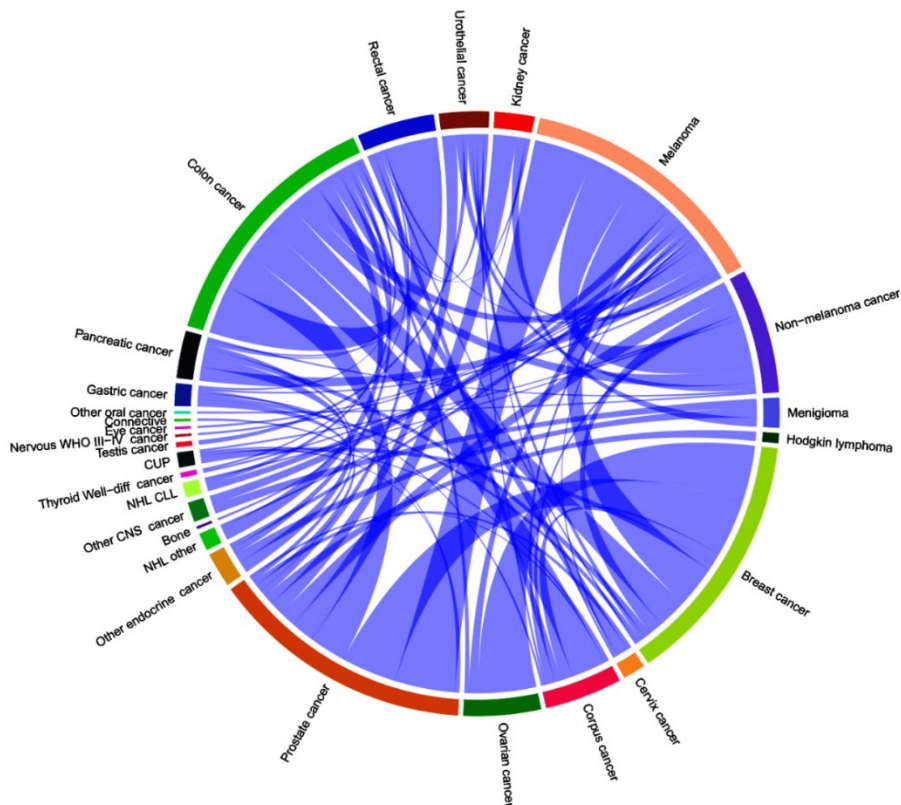 Urothelial cancer
Kidney cancer
Rectal cancer
Melanoma
Colon cancer
Non-melanoma cancer
Pancreatic cancer
Gastric cancer
Menigioma
Other oral cancer
Connective
Eye cancer
Nervous WHO III-IV cancer
Hodgkin lymphoma
Testis cancer
CUP
Thyroid Well-diff cancer
NHL CLL
Other CNS cancer
Bone
NHL other
Breast cancer
Other endocrine cancer
Prostate cancer
Cervix cancer
Corpus cancer
Ovarian cancer